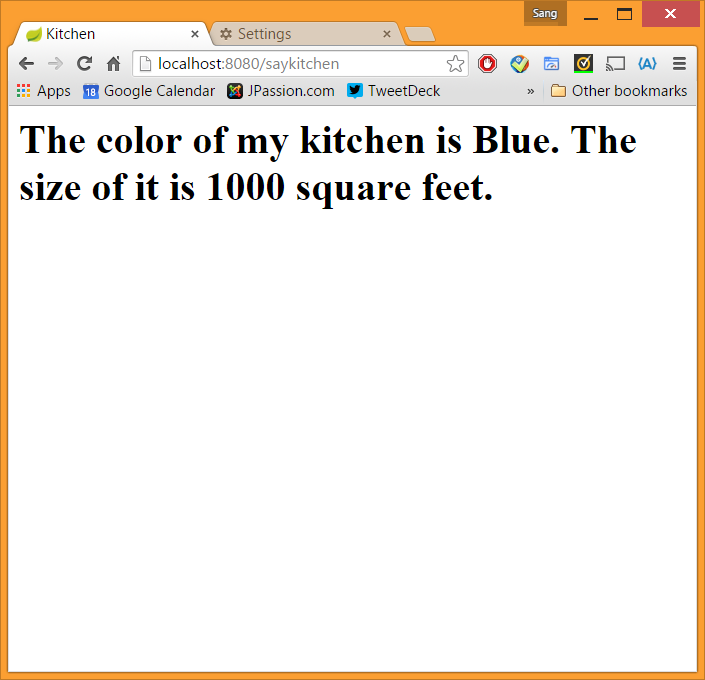 Sang
Kitchen
Settings
localhost:8080/saykitchen
Apps
18
Google Calendar
JPassion.com
TweetDeck
»
Other bookmarks
The color of my kitchen is Blue. The
size of it is 1000 square feet.